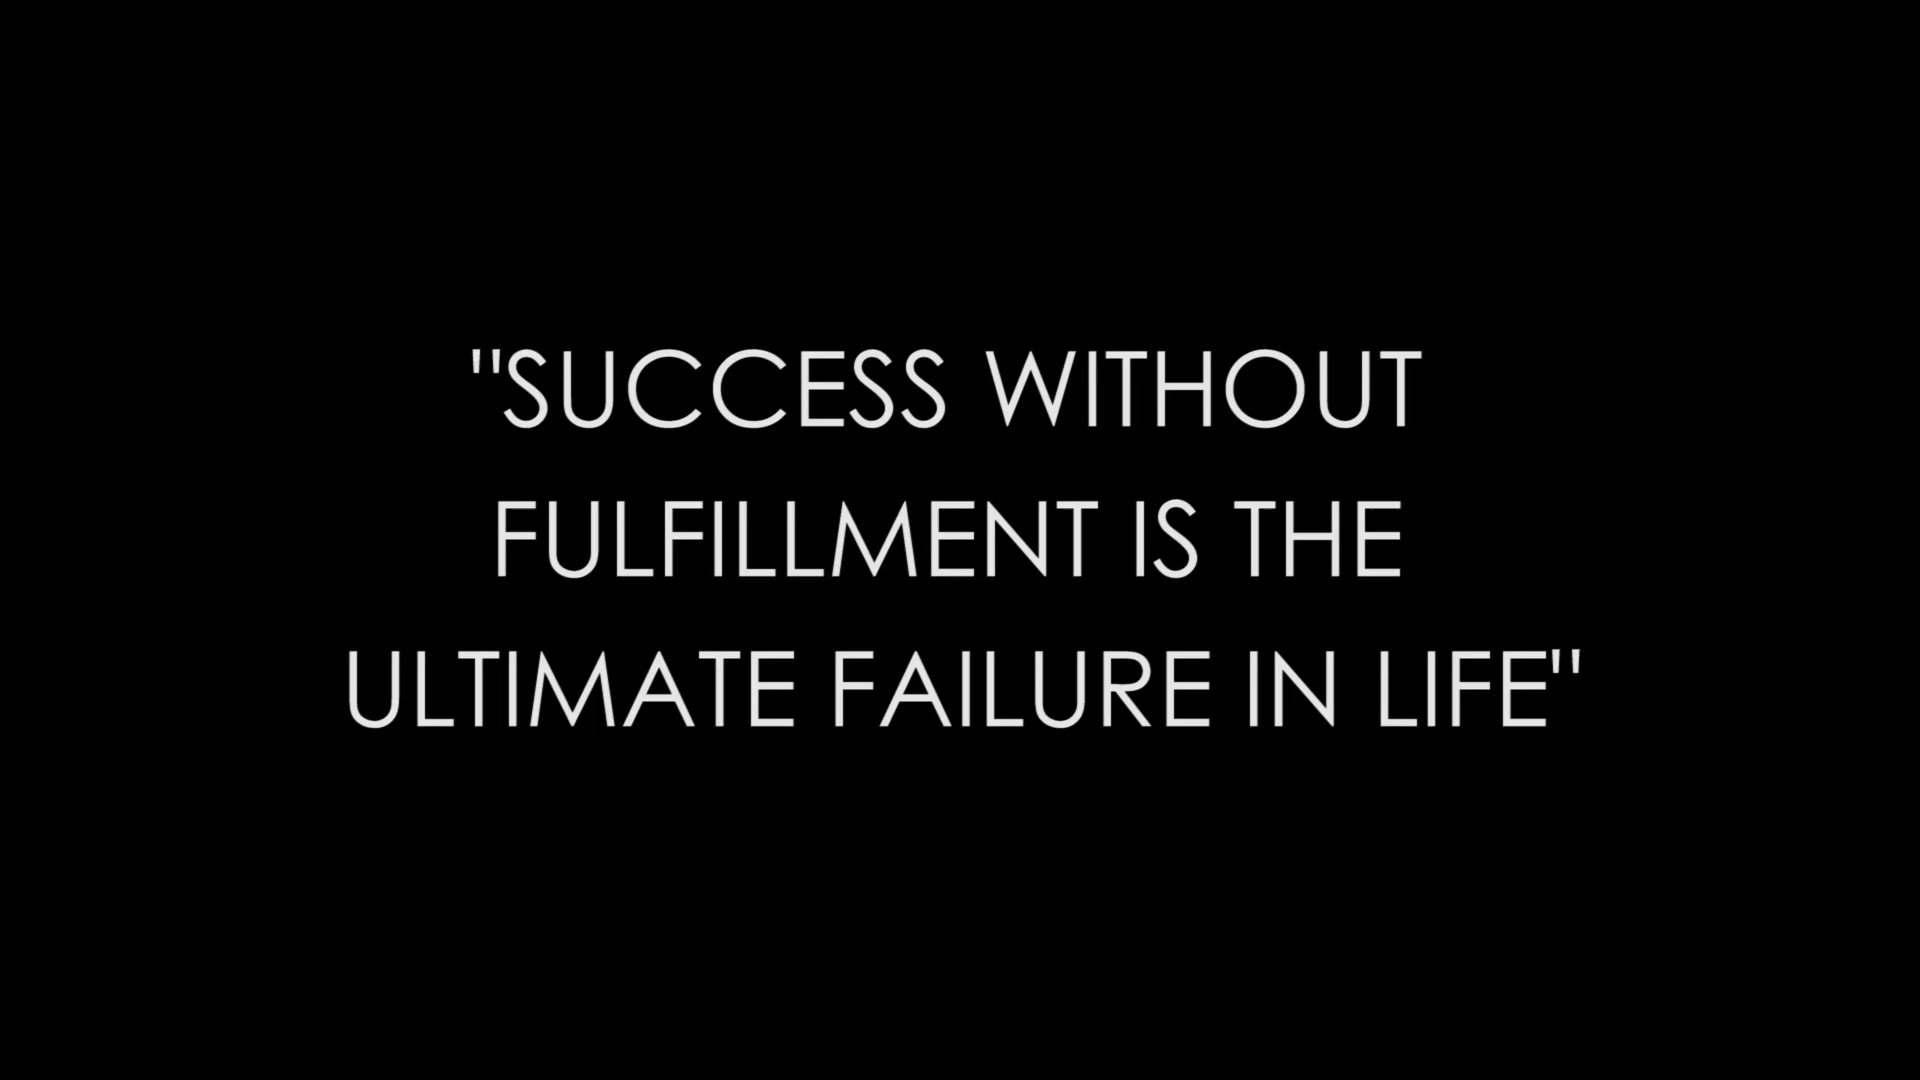 "SUCCESS WITHOUT
FULFILLMENT IS THE
ULTIMATE FAILURE IN LIFE"